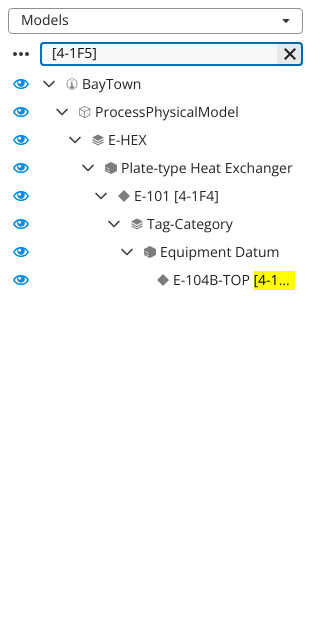 Models
[4-1F5]
BayTown
ProcessPhysicalModel
E-HEX
Plate-type Heat Exchanger
E-101 [4-1F4]
Tag-Category
Equipment Datum
E-104B-TOP [4-1...